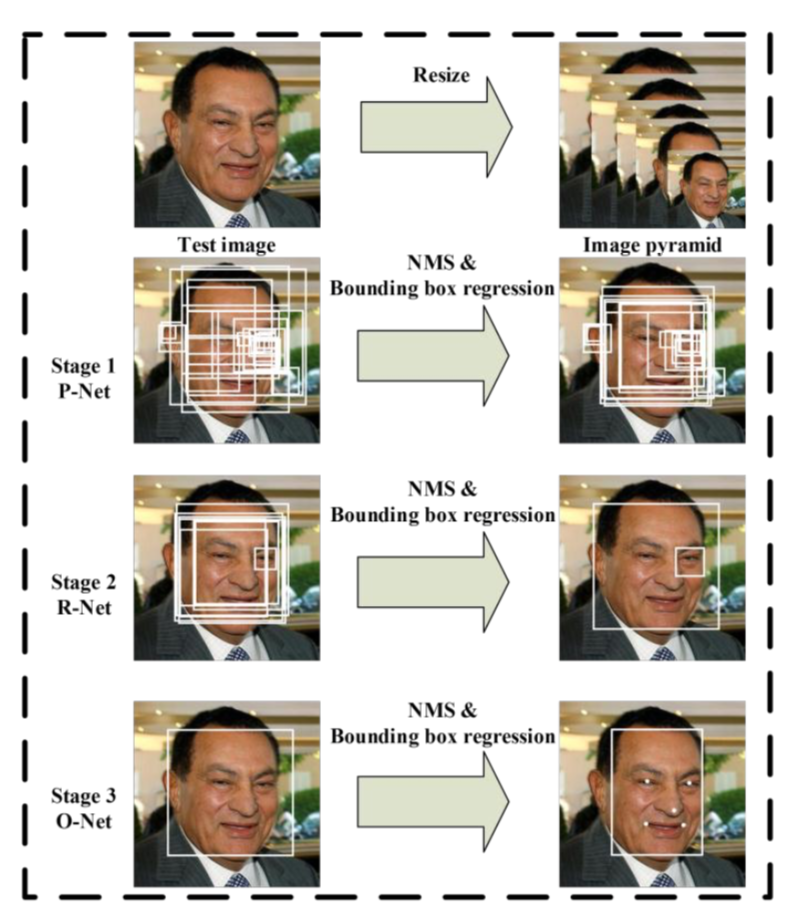 Resize
Test image
Image pyramid
NMS &
Bounding box regression
Stage 1
P-Net
NMS &
Bounding box regression
Stage 2
R-Net
NMS &
Bounding box regression
Stage 3
O-Net